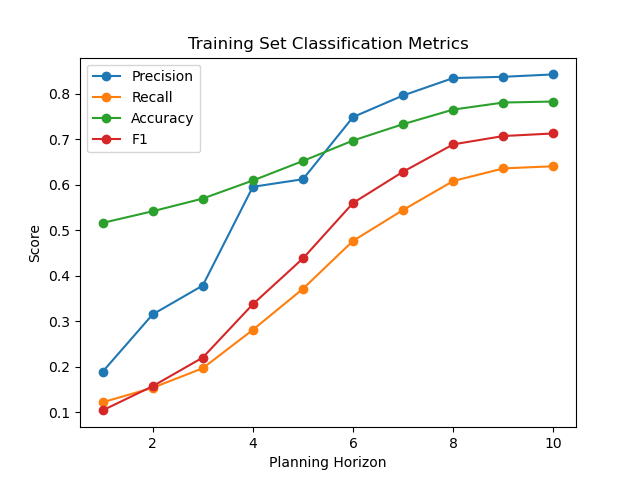 Training Set Classification Metrics
Precision
Recall
Accuracy
F1
0.8
0.7
0.6
0.5
0.4
0.3
0.2
0.1
Score
2 4 6 8 10
Planning Horizon